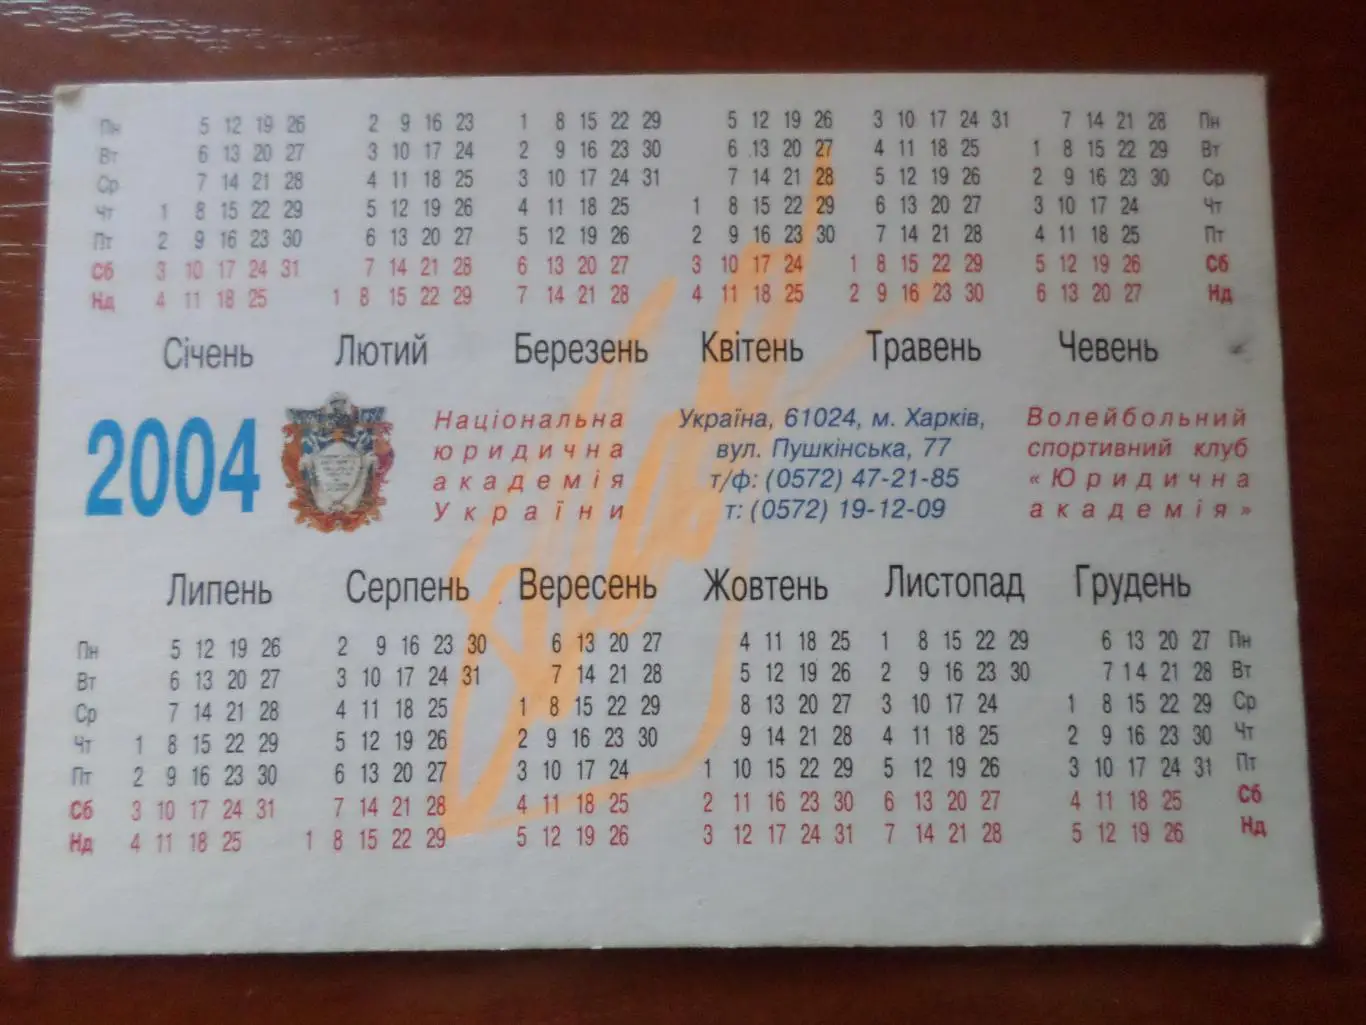 Пн 5 12 19 26 2 9 16 23 1 8 15 22 29 5 12 19 26 3 10 17 24 31 7 14 21 28 Пн
Вт 6 13 20 27 3 10 17 24 2 9 16 23 30 6 13 20 27 4 11 18 25 1 8 15 22 29 Вт
Ср 7 14 21 28 4 11 18 25 3 10 17 24 31 7 14 21 28 5 12 19 26 2 9 16 23 30 Ср
Чт 1 8 15 22 29 5 12 19 26 4 11 18 25 1 8 15 22 29 6 13 20 27 3 10 17 24 Чт
Пт 2 9 16 23 30 6 13 20 27 5 12 19 26 2 9 16 23 30 7 14 21 28 4 11 18 25 Пт
Сб 3 10 17 24 31 7 14 21 28 6 13 20 27 3 10 17 24 1 8 15 22 29 5 12 19 26 Сб
Нд 4 11 18 25 1 8 15 22 29 7 14 21 28 4 11 18 25 2 9 16 23 30 6 13 20 27 Нд
Січень Лютий Березень Квітень Травень Чевень
2004
Національна
юридична
академія
України
Україна, 61024, м. Харків,
вул. Пушкінська, 77
т/ф: (0572) 47-21-85
т: (0572) 19-12-09
Волейбольний
спортивний клуб
«Юридична
академія»
Липень Серпень Вересень Жовтень Листопад Грудень
Пн 5 12 19 26 2 9 16 23 30 6 13 20 27 4 11 18 25 1 8 15 22 29 6 13 20 27 Пн
Вт 6 13 20 27 3 10 17 24 31 7 14 21 28 5 12 19 26 2 9 16 23 30 7 14 21 28 Вт
Ср 7 14 21 28 4 11 18 25 1 8 15 22 29 8 13 20 27 3 10 17 24 1 8 15 22 29 Ср
Чт 1 8 15 22 29 5 12 19 26 2 9 16 23 30 9 14 21 28 4 11 18 25 2 9 16 23 30 Чт
Пт 2 9 16 23 30 6 13 20 27 3 10 17 24 1 10 15 22 29 5 12 19 26 3 10 17 24 31 Пт
Сб 3 10 17 24 31 7 14 21 28 4 11 18 25 2 11 16 23 30 6 13 20 27 4 11 18 25 Сб
Нд 4 11 18 25 1 8 15 22 29 5 12 19 26 3 12 17 24 31 7 14 21 28 5 12 19 26 Нд